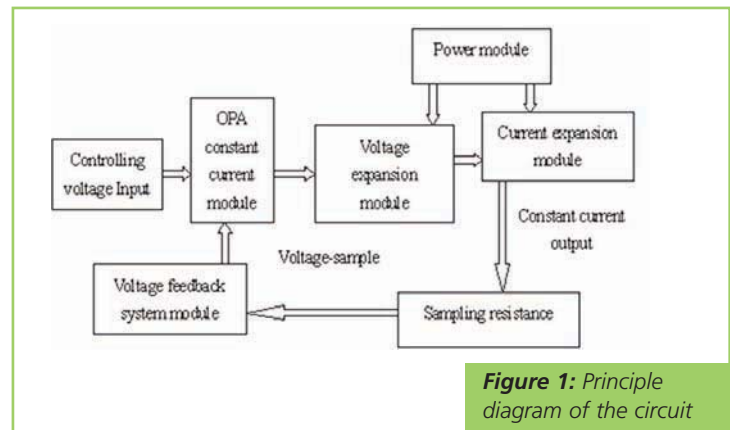 Power module
OPA
constant
current
module
Controlling
voltage Input
Voltage
expansion
module
Current expansion
module
Constant current
output
Voltage-sample
Voltage feedback
system module
Sampling resistance
Figure 1: Principle
diagram of the circuit